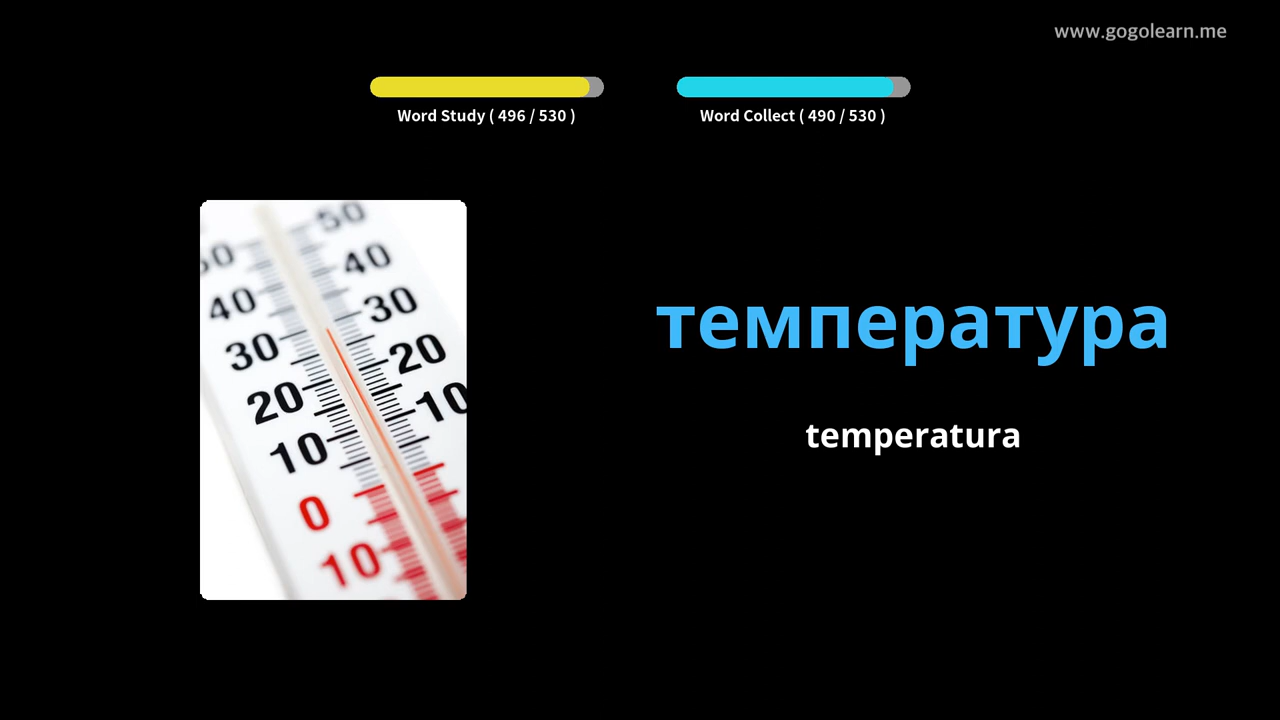 www.gogolearn.me
Word Study ( 496 / 530 )
Word Collect ( 490 / 530 )
50
50
40
40
30
30
20
20
10
10
0
10
температура
temperatura